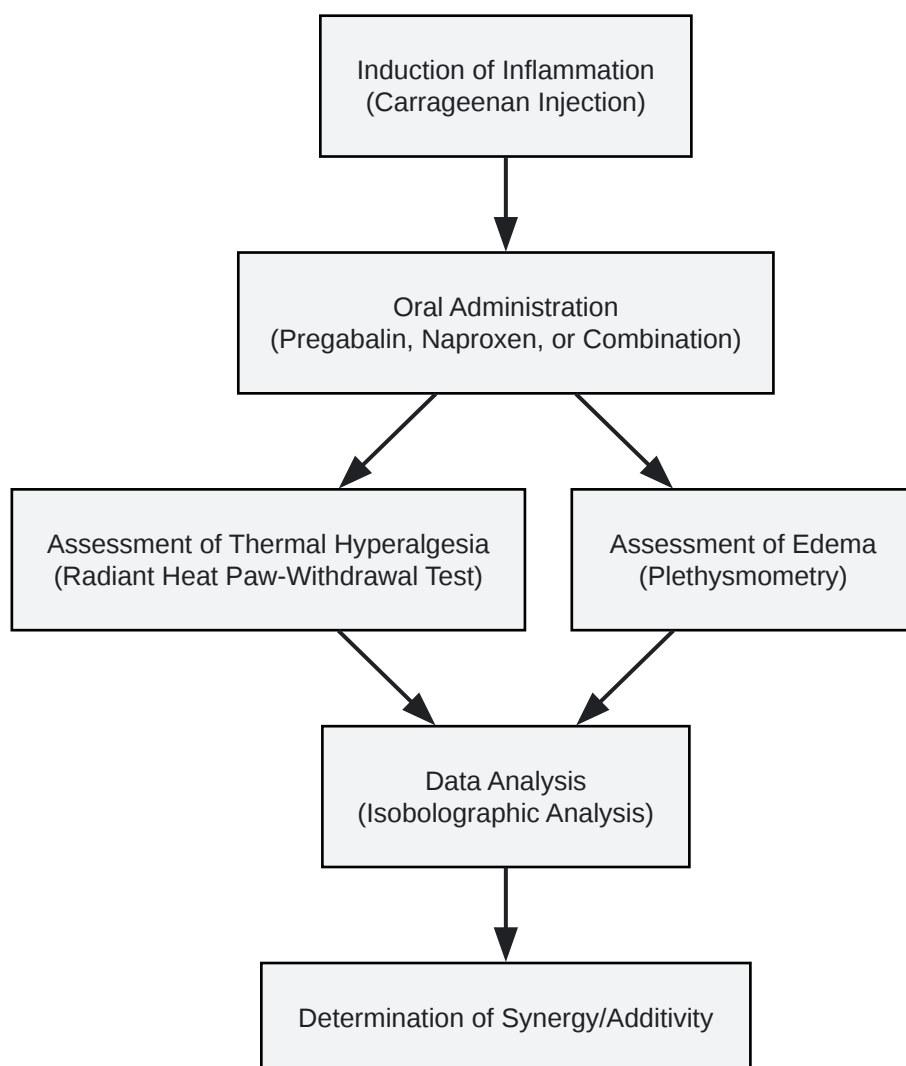 Induction of Inflammation
(Carrageenan Injection)
Oral Administration
(Pregabalin, Naproxen, or Combination)
Assessment of Thermal Hyperalgesia
(Radiant Heat Paw-Withdrawal Test)
Assessment of Edema
(Plethysmometry)
Data Analysis
(Isobolographic Analysis)
Determination of Synergy/Additivity